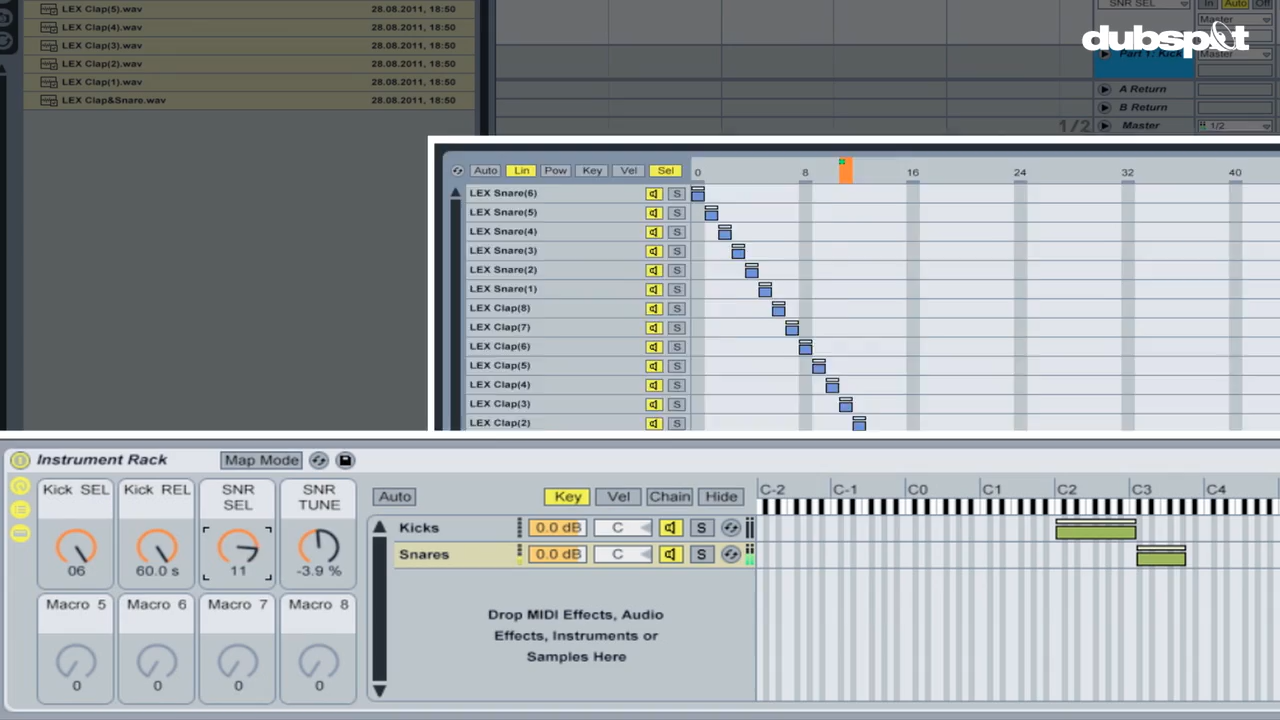 LEX Clap(5).wav 28.08.2011, 18:50
LEX Clap(4).wav 28.08.2011, 18:50
LEX Clap(3).wav 28.08.2011, 18:50
LEX Clap(2).wav 28.08.2011, 18:50
LEX Clap(1).wav 28.08.2011, 18:50
LEX Clap&Snare.wav 28.08.2011, 18:50
SNR SEL In Auto Off
Master
dubspot
Part 1: Kick Master
A Return
B Return
1/2 Master 1/2
Auto Lin Pow Key Vel Sel 0 8 16 24 32 40
LEX Snare(6) S
LEX Snare(5) S
LEX Snare(4) S
LEX Snare(3) S
LEX Snare(2) S
LEX Snare(1) S
LEX Clap(8) S
LEX Clap(7) S
LEX Clap(6) S
LEX Clap(5) S
LEX Clap(4) S
LEX Clap(3) S
LEX Clap(2) S
Instrument Rack Map Mode
Kick SEL Kick REL SNR SEL SNR TUNE
06 60.0 s 11 -3.9 %
Macro 5 Macro 6 Macro 7 Macro 8
0 0 0 0
Auto Key Vel Chain Hide C-2 C-1 C0 C1 C2 C3 C4
Kicks 0.0 dB C S
Snares 0.0 dB C S
Drop MIDI Effects, Audio
Effects, Instruments or
Samples Here